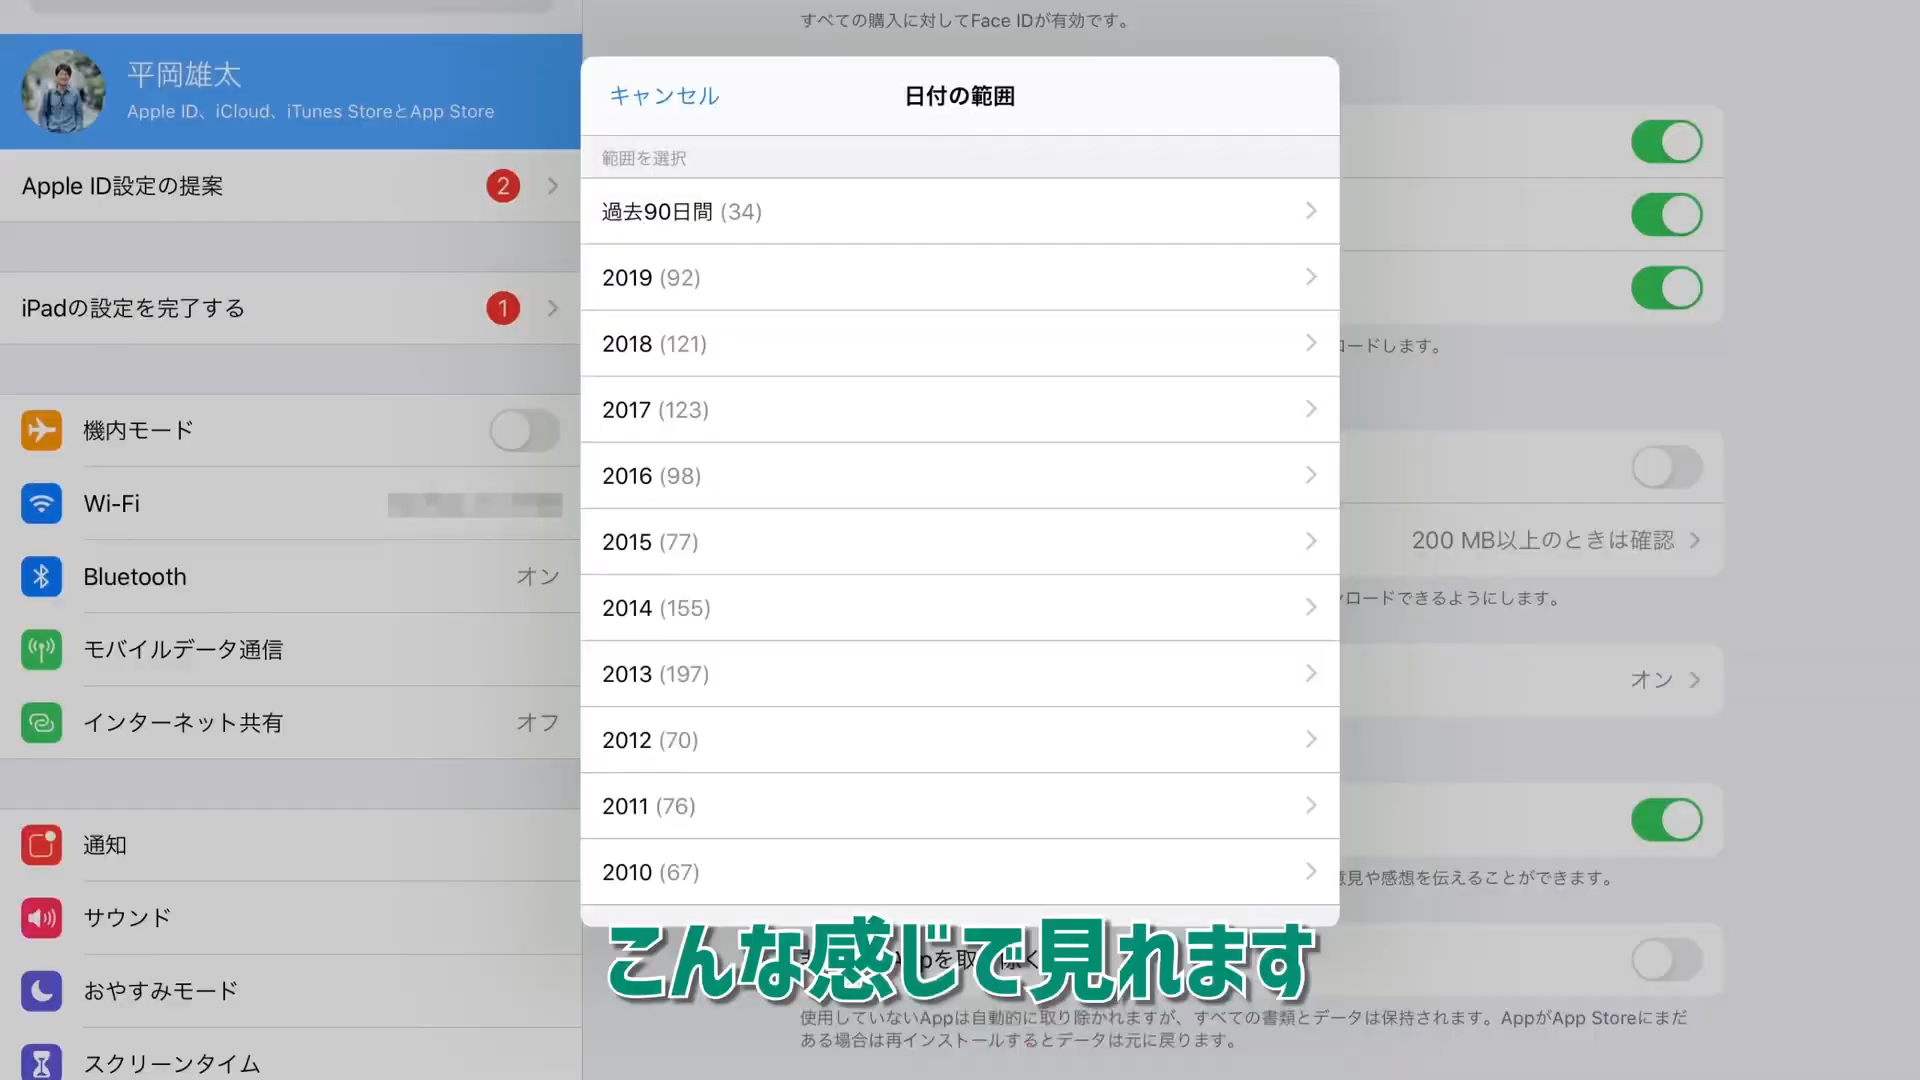 平岡雄太
Apple ID、iCloud、iTunes StoreとApp Store
Apple ID設定の提案
2
iPadの設定を完了する
1
機内モード
Wi-Fi
Bluetooth
オン
モバイルデータ通信
インターネット共有
オフ
通知
サウンド
おやすみモード
スクリーンタイム
すべての購入に対してFace IDが有効です。
キャンセル
日付の範囲
範囲を選択
過去90日間 (34)
2019 (92)
2018 (121)
2017 (123)
2016 (98)
2015 (77)
2014 (155)
2013 (197)
2012 (70)
2011 (76)
2010 (67)
ードします。
200 MB以上のときは確認
ロードできるようにします。
オン
意見や感想を伝えることができます。
Appを取り除く
こんな感じで見れます
使用していないAppは自動的に取り除かれますが、すべての書類とデータは保持されます。AppがApp Storeにまだ
ある場合は再インストールするとデータは元に戻ります。